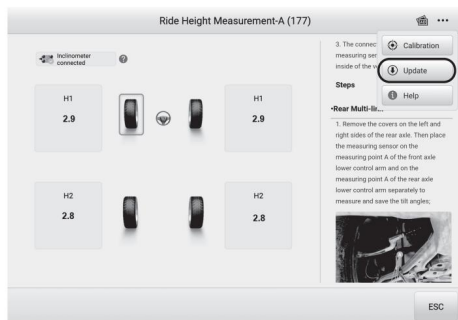 Ride Height Measurement-A (177)
Inclinometer
connected
H1
2.9
H1
2.9
H2
2.8
H2
2.8
3. The connec
measuring ser
inside of the v
Steps
•Rear Multi-lin
1. Remove the covers on the left and
right sides of the rear axle. Then place
the measuring sensor on the
measuring point A of the front axle
lower control arm and on the
measuring point A of the rear axle
lower control arm separately to
measure and save the tilt angles;
Calibration
Update
Help
ESC